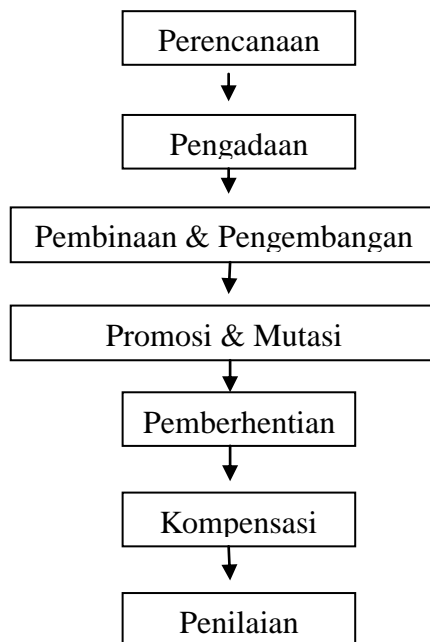 Perencanaan
Pengadaan
Pembinaan & Pengembangan
Promosi & Mutasi
Pemberhentian
Kompensasi
Penilaian